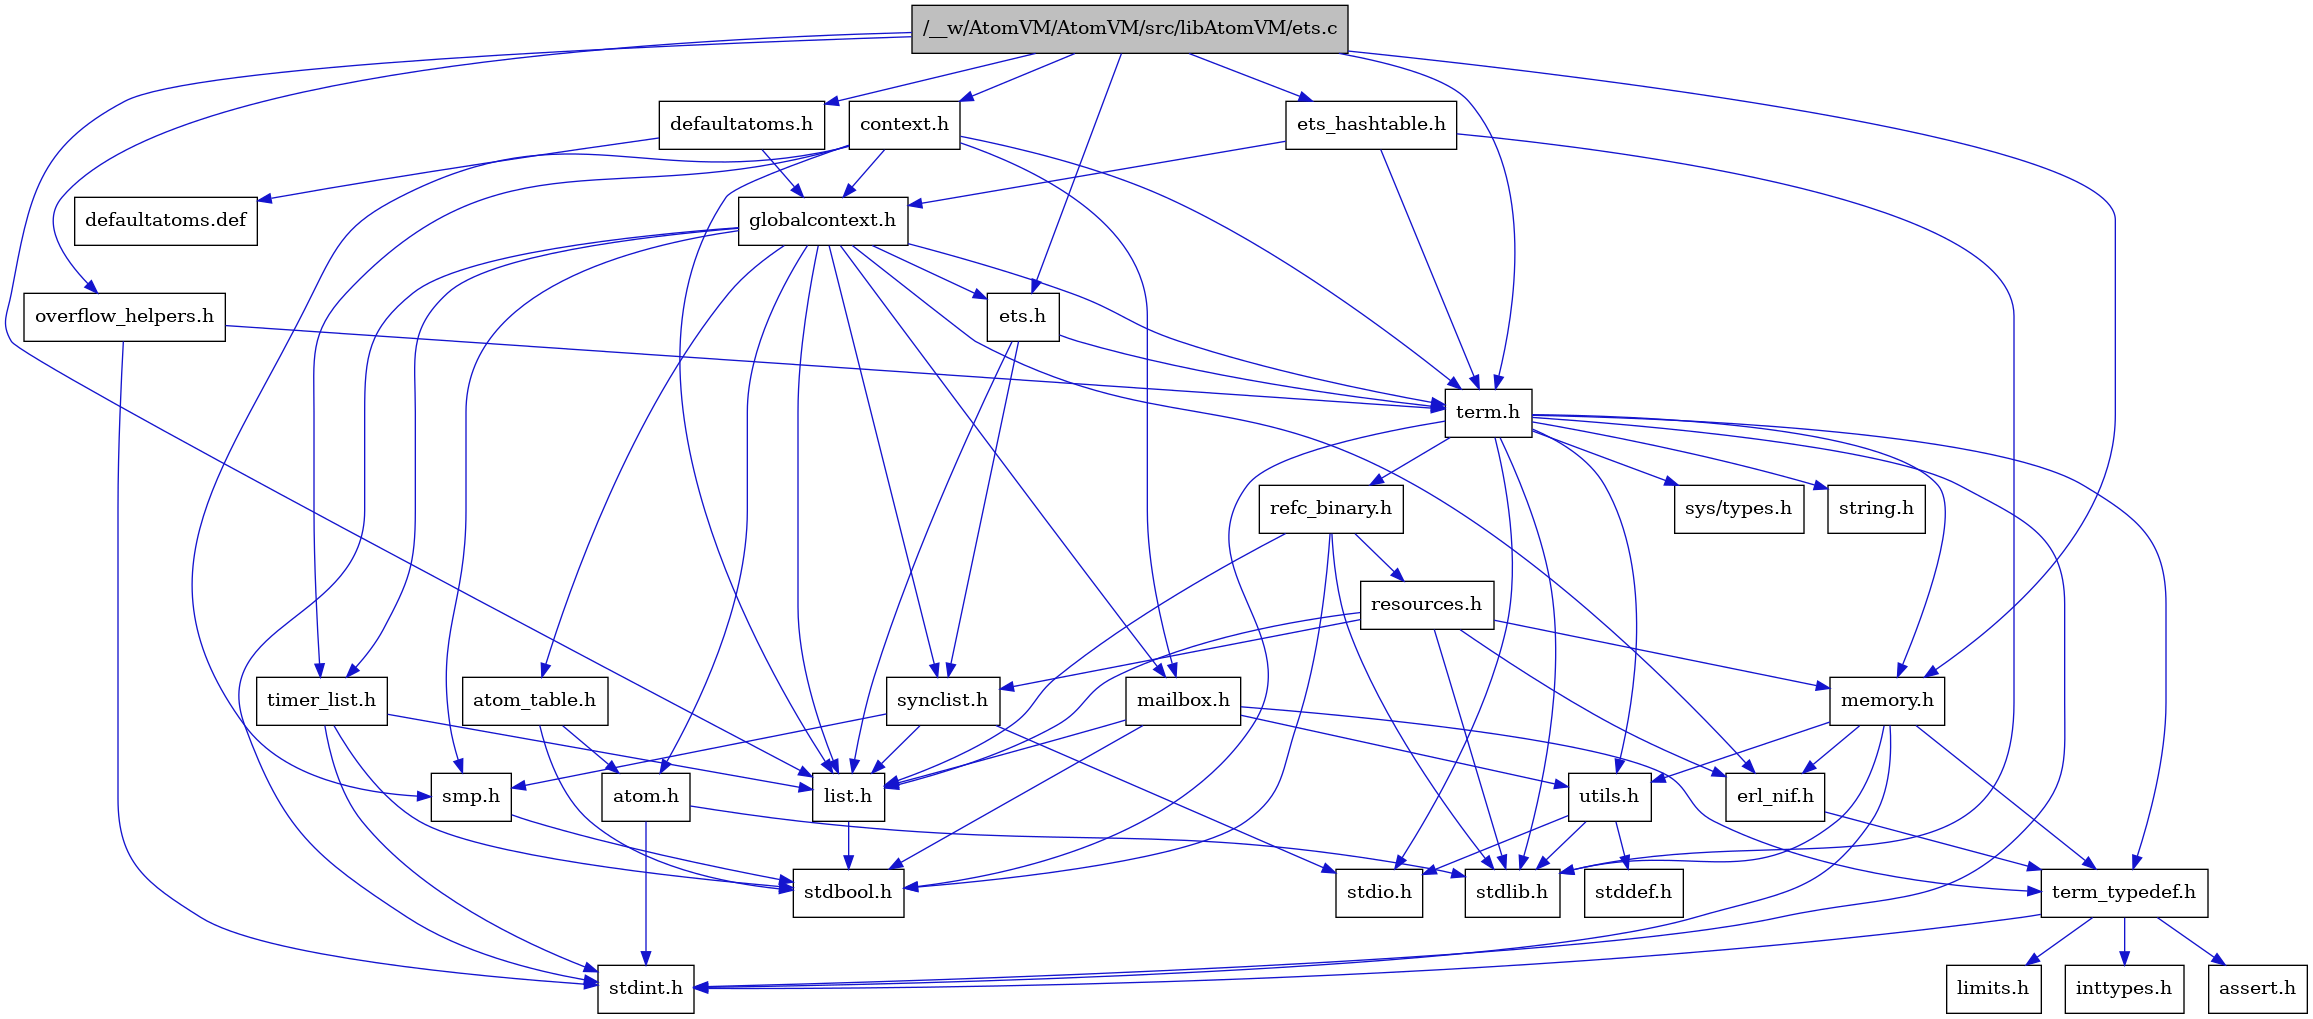 /__w/AtomVM/AtomVM/src/libAtomVM/ets.c
defaultatoms.h
context.h
ets_hashtable.h
defaultatoms.def
globalcontext.h
overflow_helpers.h
ets.h
term.h
refc_binary.h
sys/types.h
string.h
resources.h
timer_list.h
atom_table.h
synclist.h
mailbox.h
memory.h
smp.h
atom.h
list.h
utils.h
erl_nif.h
stdbool.h
stdio.h
stdlib.h
stddef.h
term_typedef.h
stdint.h
limits.h
inttypes.h
assert.h